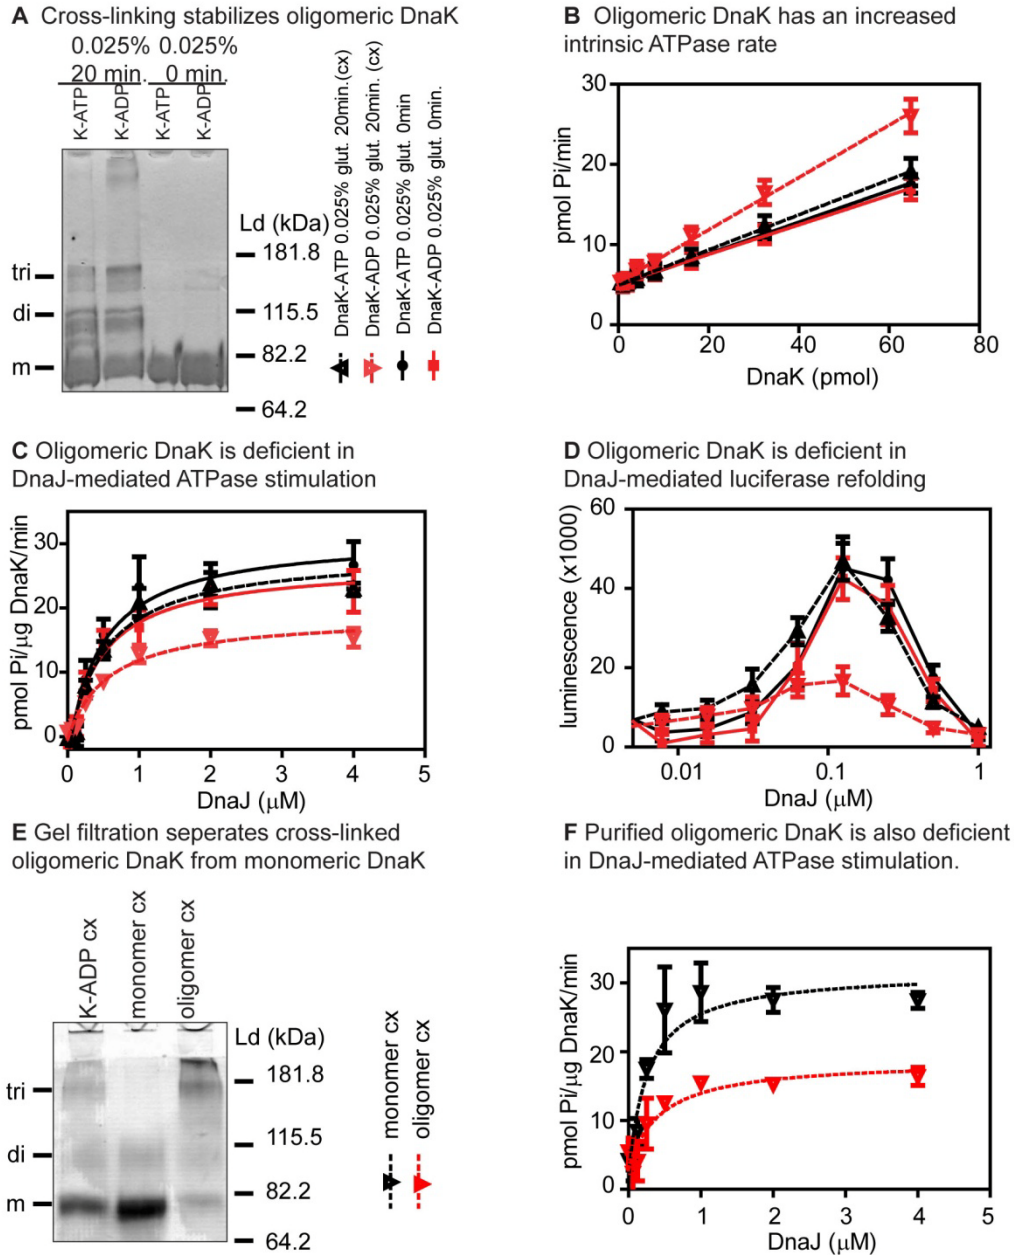 A Cross-linking stabilizes oligomeric DnaK
0.025% 0.025%
20 min. 0 min.
K-ATP
K-ADP
K-ATP
K-ADP
Ld (kDa)
181.8
115.5
82.2
64.2
tri
di
m
DnaK-ATP 0.025% glut. 20min.(cx)
DnaK-ADP 0.025% glut. 20min. (cx)
DnaK-ATP 0.025% glut. 0min
DnaK-ADP 0.025% glut. 0min.
B Oligomeric DnaK has an increased
intrinsic ATPase rate
pmol Pi/min
30
20
10
0
0 20 40 60 80
DnaK (pmol)
C Oligomeric DnaK is deficient in
DnaJ-mediated ATPase stimulation
pmol Pi/μg DnaK/min
30
20
10
0
0 1 2 3 4 5
DnaJ (μM)
D Oligomeric DnaK is deficient in
DnaJ-mediated luciferase refolding
luminescence (x1000)
60
40
20
0
0.01 0.1 1
DnaJ (μM)
E Gel filtration seperates cross-linked
oligomeric DnaK from monomeric DnaK
K-ADP cx
monomer cx
oligomer cx
Ld (kDa)
181.8
115.5
82.2
64.2
tri
di
m
monomer cx
oligomer cx
F Purified oligomeric DnaK is also deficient
in DnaJ-mediated ATPase stimulation.
pmol Pi/μg DnaK/min
30
20
10
0
0 1 2 3 4 5
DnaJ (μM)